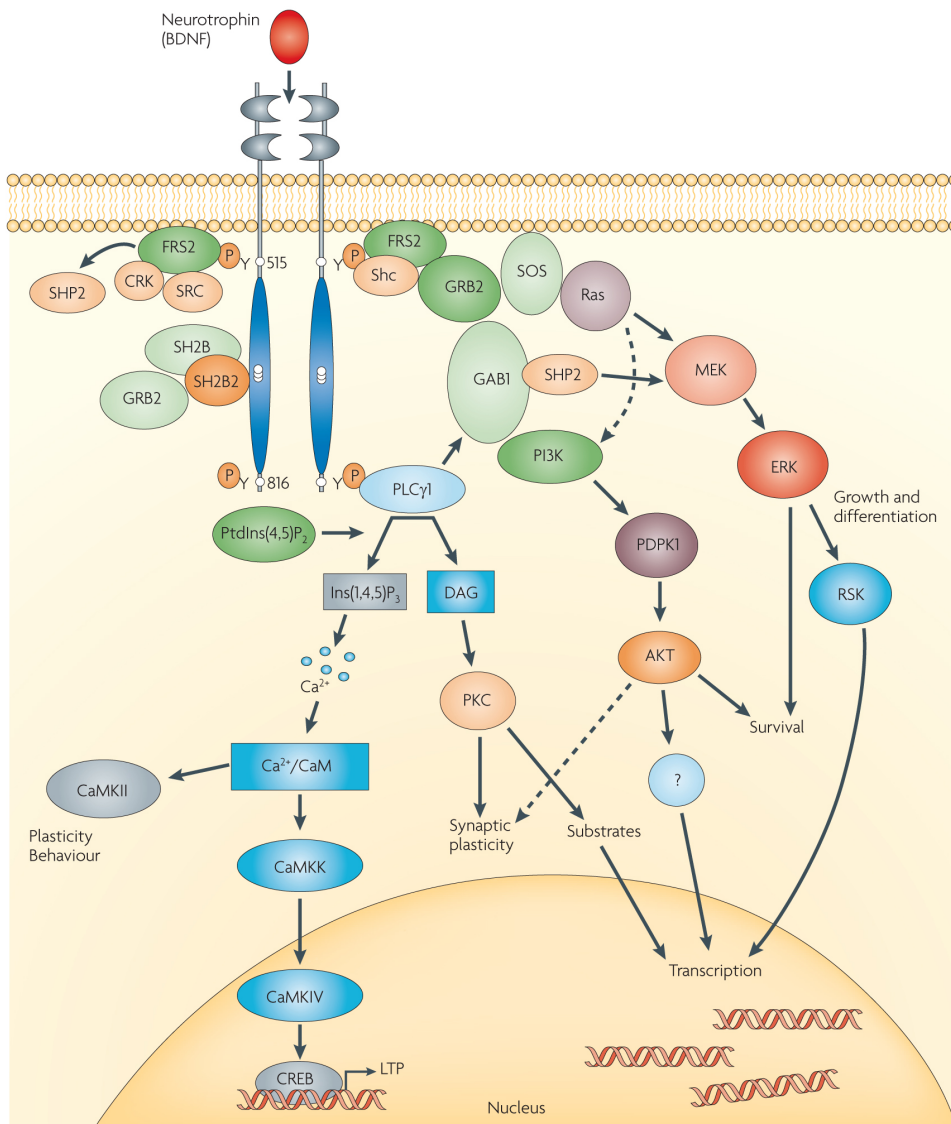 Neurotrophin
(BDNF)
FRS2
P
Y
515
SHP2
CRK
SRC
SH2B
SH2B2
GRB2
P
Y
816
P
Y
FRS2
Shc
GRB2
SOS
Ras
GAB1
SHP2
MEK
PI3K
ERK
Growth and
differentiation
P
Y
PLCγ1
PtdIns(4,5)P₂
Ins(1,4,5)P₃
DAG
PDPK1
RSK
Ca²⁺
PKC
AKT
Survival
Ca²⁺/CaM
CaMKII
Plasticity
Behaviour
?
Synaptic
plasticity
Substrates
CaMKK
Transcription
CaMKIV
CREB
LTP
Nucleus